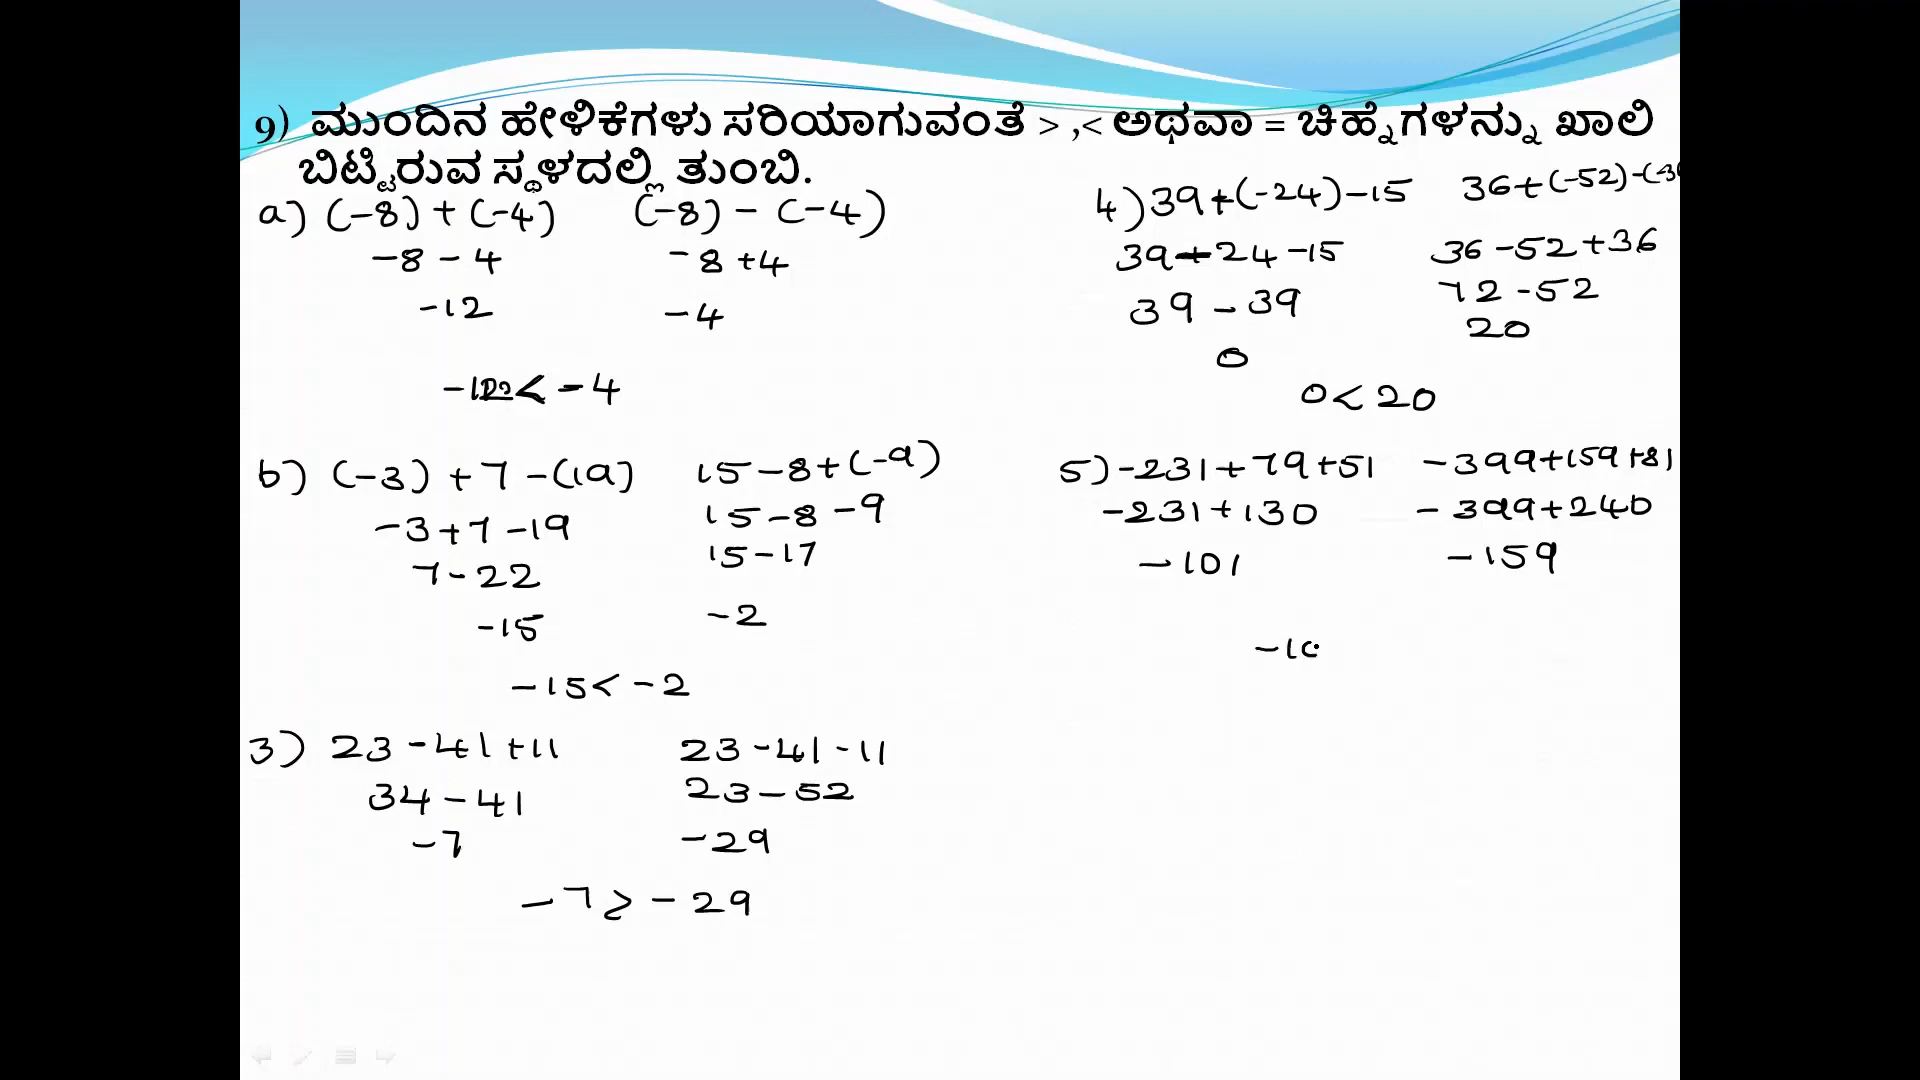 9) ಮುಂದಿನ ಹೇಳಿಕೆಗಳು ಸರಿಯಾಗುವಂತೆ > ,< ಅಥವಾ = ಚಿಹ್ನೆಗಳನ್ನು ಖಾಲಿ
ಬಿಟ್ಟಿರುವ ಸ್ಥಳದಲ್ಲಿ ತುಂಬಿ.
a) (-8) + (-4) (-8) - (-4)
-8 - 4 -8 +4
-12 -4
< -4
b) (-3) + 7 - (19) 15 - 8 + (-9)
-3 + 7 - 19 15 - 8 - 9
7 - 22 15 - 17
-15 -2
-15 < -2
3) 23 - 41 + 11 23 - 41 - 11
34 - 41 23 - 52
-7 -29
-7 > -29
4) 39 + (-24) - 15 36 + (-52) - (-36
39 - 24 - 15 36 - 52 + 36
39 - 39 72 - 52
0 20
0 < 20
5) -231 + 79 + 51 -399 + 159 + 81
-231 + 130 -399 + 240
-101 -159
-10